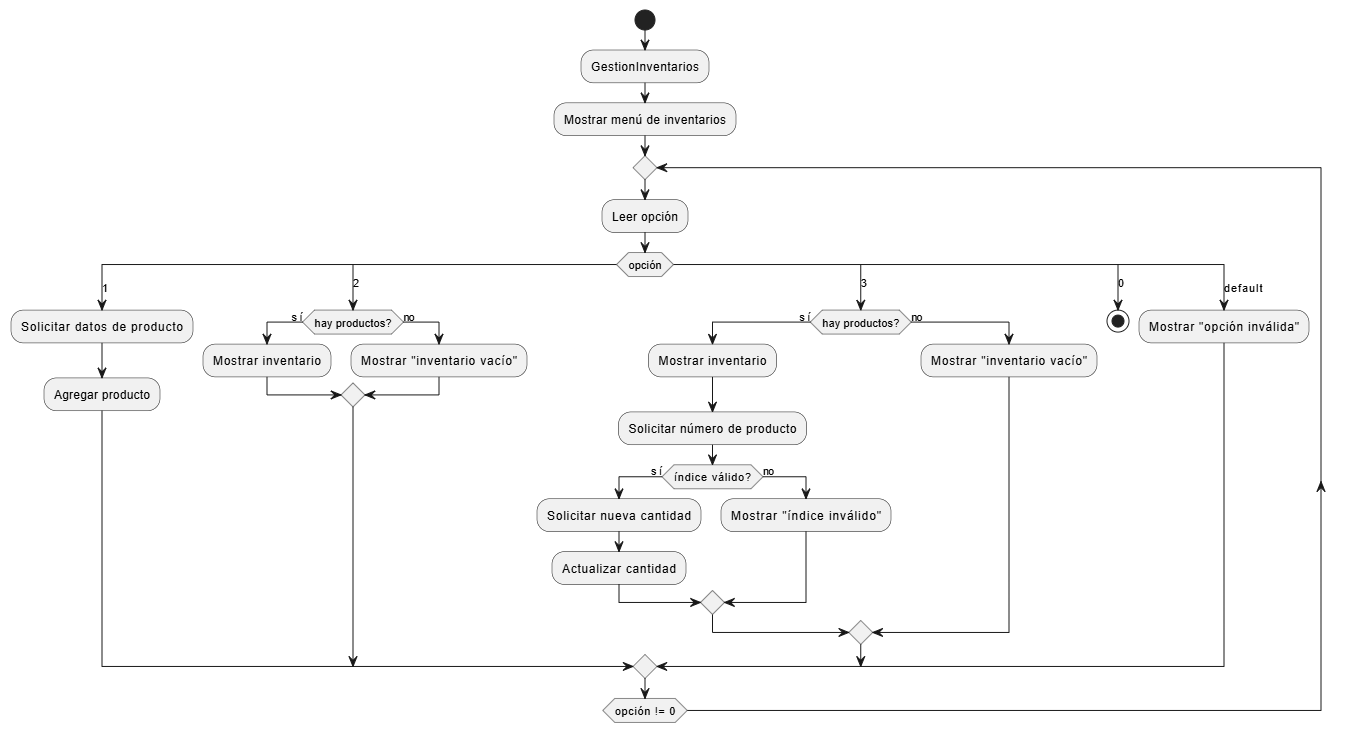 GestionInventarios
Mostrar menú de inventarios
Leer opción
opción
1
2
3
0
default
Solicitar datos de producto
Agregar producto
sí
hay productos?
no
Mostrar inventario
Mostrar "inventario vacío"
sí
hay productos?
no
Mostrar inventario
Mostrar "inventario vacío"
Solicitar número de producto
sí
índice válido?
no
Solicitar nueva cantidad
Mostrar "índice inválido"
Actualizar cantidad
Mostrar "opción inválida"
opción != 0